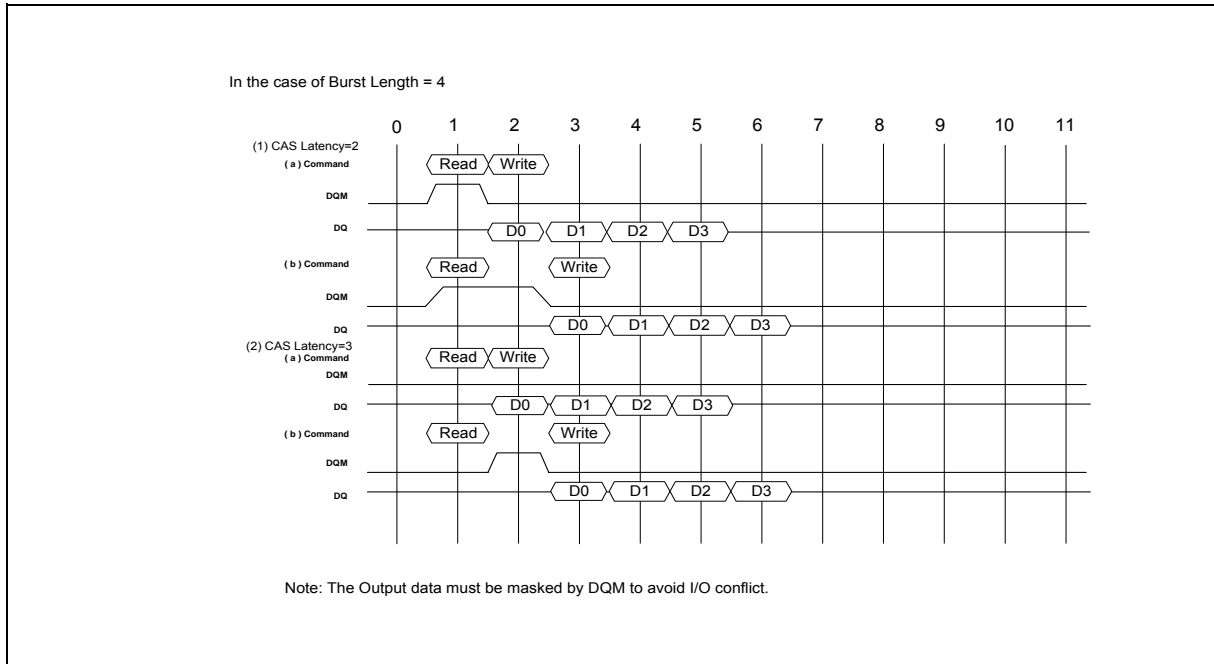 In the case of Burst Length = 4
0 1 2 3 4 5 6 7 8 9 10 11
(1) CAS Latency=2
( a ) Command Read Write
DQM
DQ D0 D1 D2 D3
( b ) Command Read Write
DQM
DQ D0 D1 D2 D3
(2) CAS Latency=3
( a ) Command Read Write
DQM
DQ D0 D1 D2 D3
( b ) Command Read Write
DQM
DQ D0 D1 D2 D3
Note: The Output data must be masked by DQM to avoid I/O conflict.